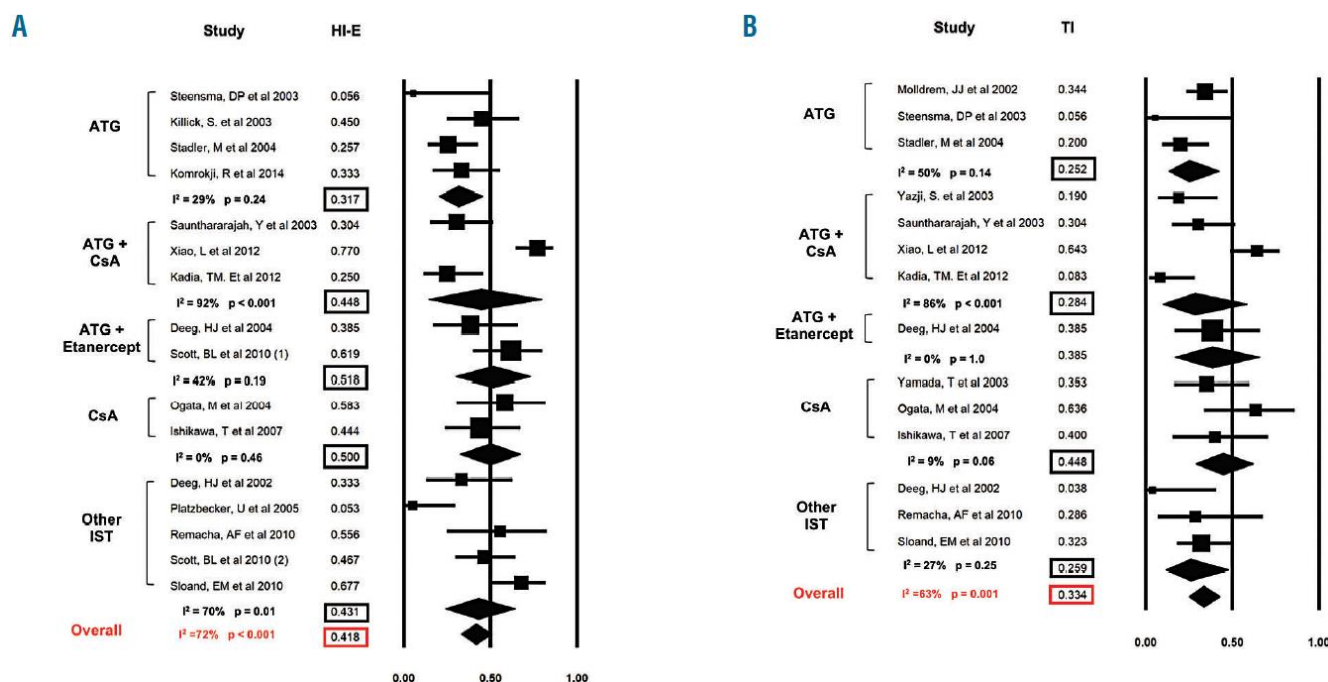 A
Study HI-E
ATG
Steensma, DP et al 2003 0.056
Killick, S. et al 2003 0.450
Stadler, M et al 2004 0.257
Komrokji, R et al 2014 0.333
I² = 29% p = 0.24 0.317
ATG +
CsA
Saunthararajah, Y et al 2003 0.304
Xiao, L et al 2012 0.770
Kadia, TM. Et al 2012 0.250
I² = 92% p < 0.001 0.448
ATG +
Etanercept
Deeg, HJ et al 2004 0.385
Scott, BL et al 2010 (1) 0.619
I² = 42% p = 0.19 0.518
CsA
Ogata, M et al 2004 0.583
Ishikawa, T et al 2007 0.444
I² = 0% p = 0.46 0.500
Other
IST
Deeg, HJ et al 2002 0.333
Platzbecker, U et al 2005 0.053
Remacha, AF et al 2010 0.556
Scott, BL et al 2010 (2) 0.467
Sloand, EM et al 2010 0.677
I² = 70% p = 0.01 0.431
Overall I² =72% p < 0.001 0.418
0.00 0.50 1.00
B
Study TI
ATG
Molldrem, JJ et al 2002 0.344
Steensma, DP et al 2003 0.056
Stadler, M et al 2004 0.200
I² = 50% p = 0.14 0.252
ATG +
CsA
Yazji, S. et al 2003 0.190
Saunthararajah, Y et al 2003 0.304
Xiao, L et al 2012 0.643
Kadia, TM. Et al 2012 0.083
I² = 86% p < 0.001 0.284
ATG +
Etanercept
Deeg, HJ et al 2004 0.385
I² = 0% p = 1.0 0.385
CsA
Yamada, T et al 2003 0.353
Ogata, M et al 2004 0.636
Ishikawa, T et al 2007 0.400
I² = 9% p = 0.06 0.448
Other
IST
Deeg, HJ et al 2002 0.038
Remacha, AF et al 2010 0.286
Sloand, EM et al 2010 0.323
I² = 27% p = 0.25 0.259
Overall I² =63% p = 0.001 0.334
0.00 0.50 1.00